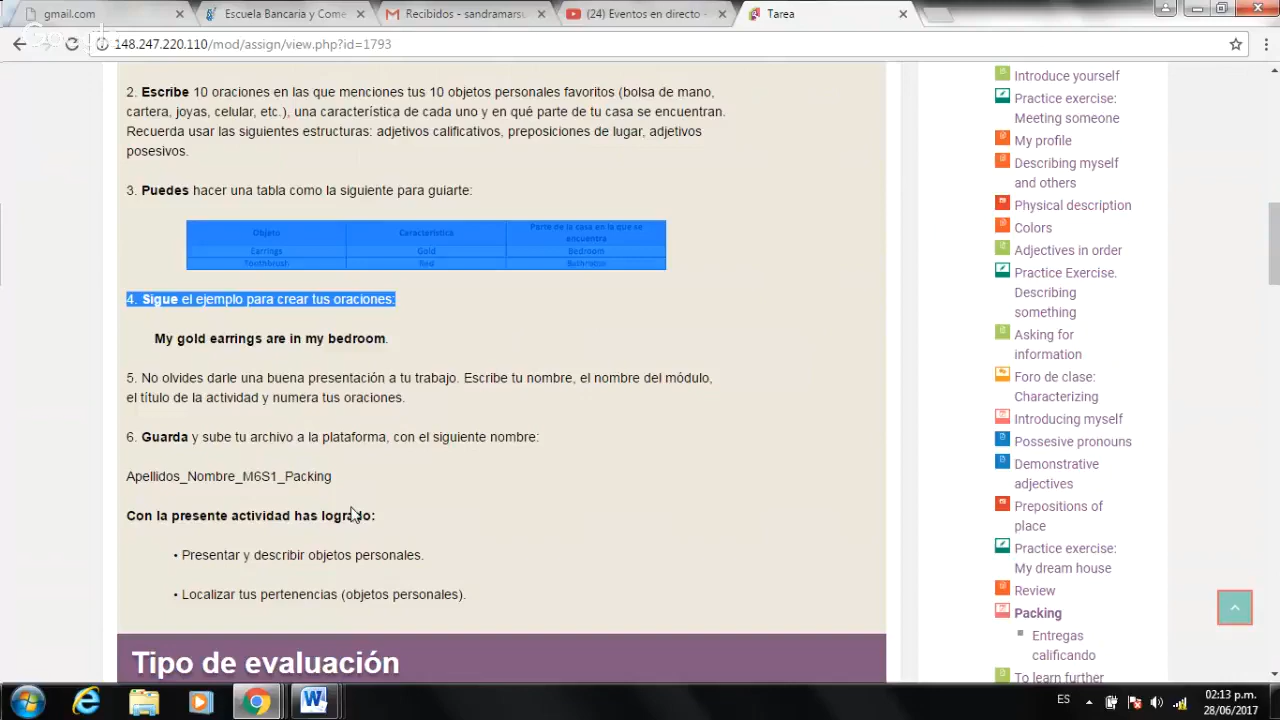 gmail.com
Escuela Bancaria y Come
Recibidos - sandramarsu
(24) Eventos en directo -
Tarea
148.247.220.110/mod/assign/view.php?id=1793
2. Escribe 10 oraciones en las que menciones tus 10 objetos personales favoritos (bolsa de mano,
cartera, joyas, celular, etc.), una característica de cada uno y en qué parte de tu casa se encuentran.
Recuerda usar las siguientes estructuras: adjetivos calificativos, preposiciones de lugar, adjetivos
posesivos.
3. Puedes hacer una tabla como la siguiente para guiarte:
Objeto
Característica
Parte de la casa en la que se
encuentra
Earrings
Gold
Bedroom
Toothbrush
Red
Bathroom
4. Sigue el ejemplo para crear tus oraciones:
My gold earrings are in my bedroom.
5. No olvides darle una buena presentación a tu trabajo. Escribe tu nombre, el nombre del módulo,
el título de la actividad y numera tus oraciones.
6. Guarda y sube tu archivo a la plataforma, con el siguiente nombre:
Apellidos_Nombre_M6S1_Packing
Con la presente actividad has logrado:
• Presentar y describir objetos personales.
• Localizar tus pertenencias (objetos personales).
Tipo de evaluación
Introduce yourself
Practice exercise:
Meeting someone
My profile
Describing myself
and others
Physical description
Colors
Adjectives in order
Practice Exercise.
Describing
something
Asking for
information
Foro de clase:
Characterizing
Introducing myself
Possesive pronouns
Demonstrative
adjectives
Prepositions of
place
Practice exercise:
My dream house
Review
Packing
Entregas
calificando
To learn further
ES
02:13 p.m.
28/06/2017